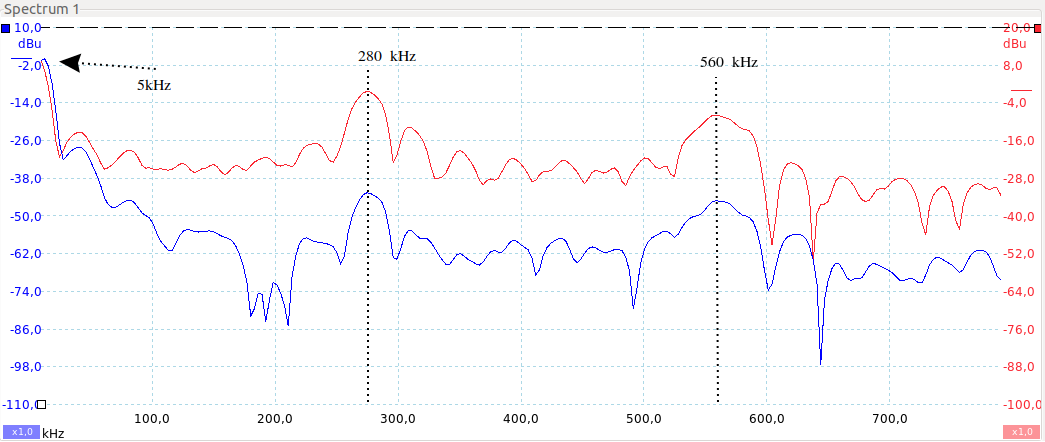 Spectrum 1
10,0 20,0
dBu dBu
280 kHz
560 kHz
-2,0 8,0
5kHz
-14,0 -4,0
-26,0 -16,0
-38,0 -28,0
-50,0 -40,0
-62,0 -52,0
-74,0 -64,0
-86,0 -76,0
-98,0 -88,0
-110,0 -100,0
100,0 200,0 300,0 400,0 500,0 600,0 700,0
x1,0 kHz x1,0